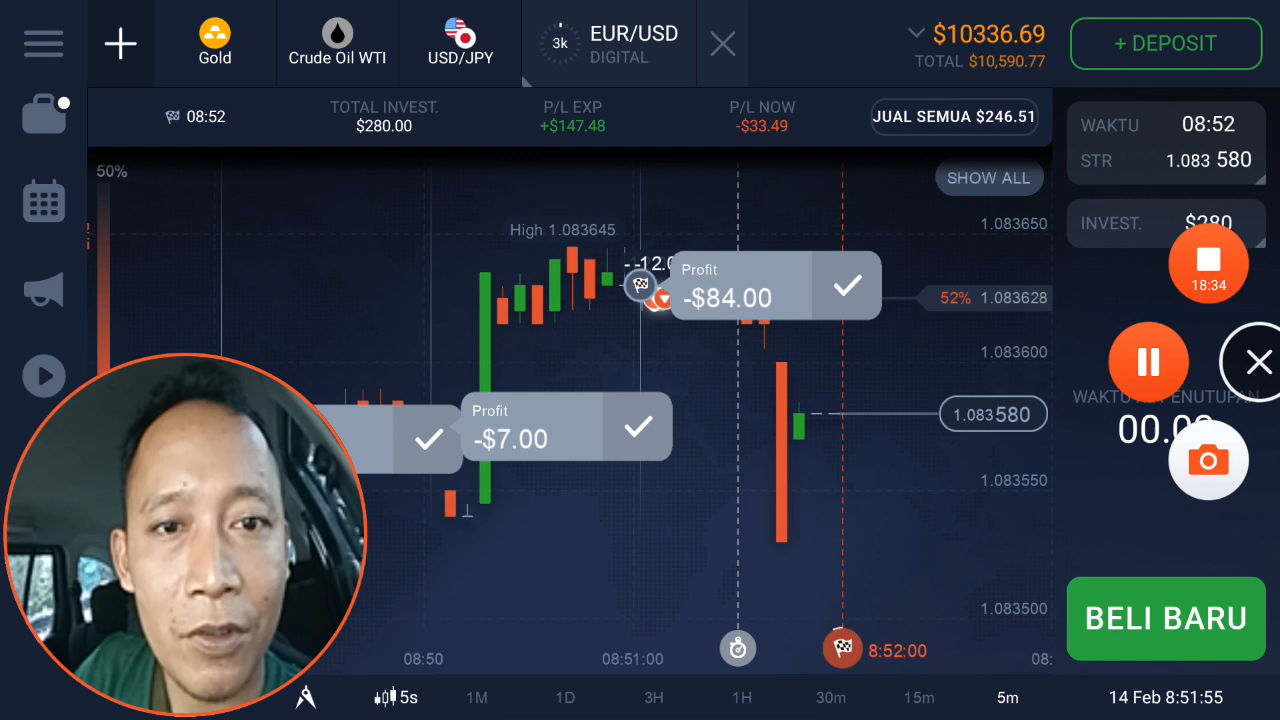 Gold
Crude Oil WTI
USD/JPY
3k
EUR/USD
DIGITAL
$10336.69
TOTAL $10,590.77
+ DEPOSIT
08:52
TOTAL INVEST.
$280.00
P/L EXP
+$147.48
P/L NOW
-$33.49
JUAL SEMUA $246.51
WAKTU 08:52
STR 1.083 580
50%
SHOW ALL
High 1.083645
1.083650
INVEST. $280
18:34
Profit
-$84.00
52% 1.083628
1.083600
1.083580
00.0
Profit
-$7.00
1.083550
1.083500
BELI BARU
08:50
8:51:00
8:52:00
08:
5s
1M
1D
3H
1H
30m
15m
5m
14 Feb 8:51:55